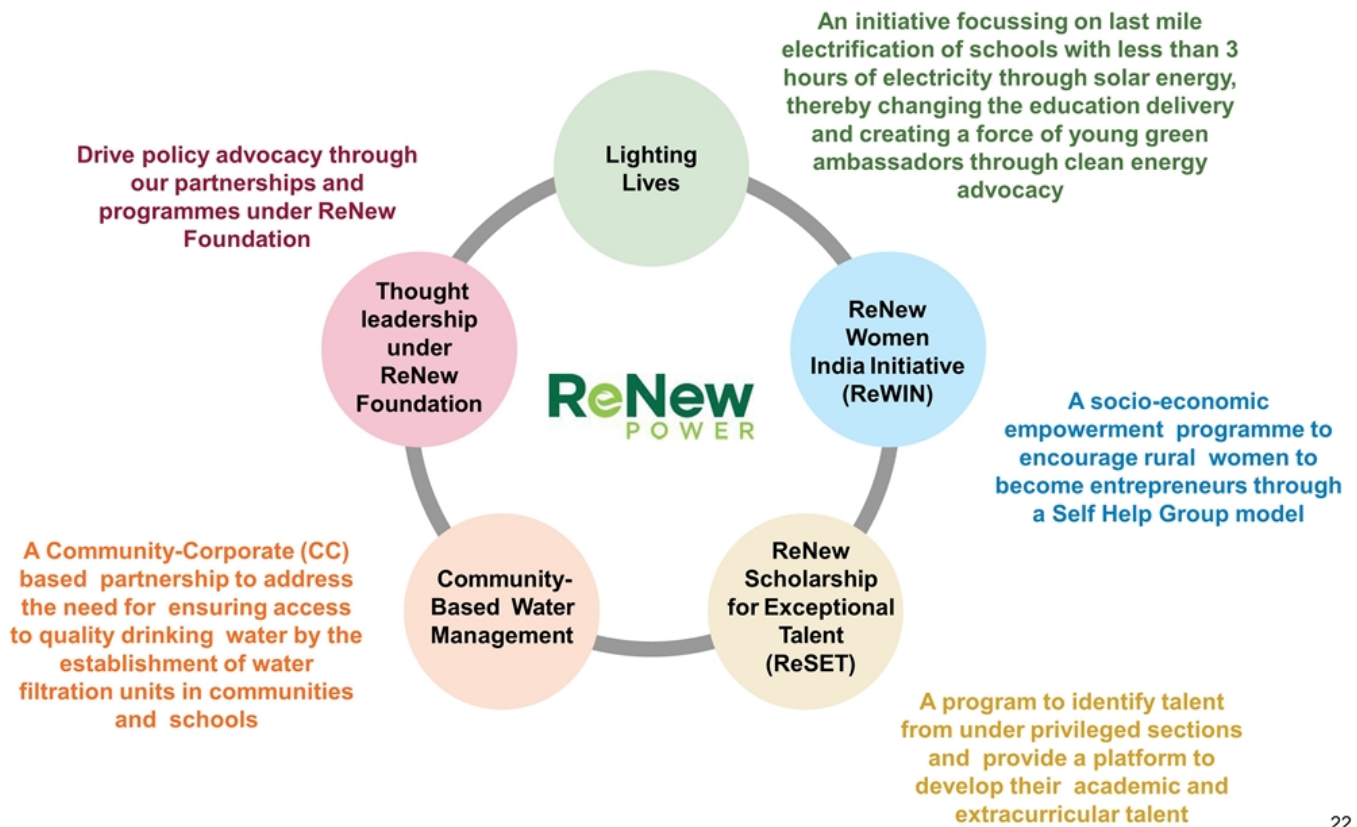 Lighting
Lives
An initiative focussing on last mile
electrification of schools with less than 3
hours of electricity through solar energy,
thereby changing the education delivery
and creating a force of young green
ambassadors through clean energy
advocacy
ReNew
Women
India Initiative
(ReWIN)
A socio-economic
empowerment programme to
encourage rural women to
become entrepreneurs through
a Self Help Group model
ReNew
Scholarship
for Exceptional
Talent
(ReSET)
A program to identify talent
from under privileged sections
and provide a platform to
develop their academic and
extracurricular talent
Community-
Based Water
Management
A Community-Corporate (CC)
based partnership to address
the need for ensuring access
to quality drinking water by the
establishment of water
filtration units in communities
and schools
Thought
leadership
under
ReNew
Foundation
Drive policy advocacy through
our partnerships and
programmes under ReNew
Foundation
ReNew
POWER
22